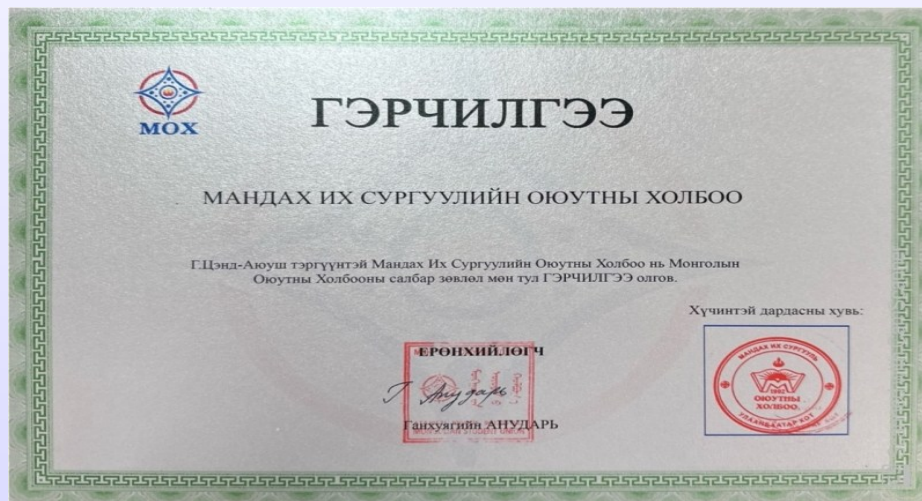 МОХ
ГЭРЧИЛГЭЭ
МАНДАХ ИХ СУРГУУЛИЙН ОЮУТНЫ ХОЛБОО
Г.Цэнд-Аюуш тэргүүнтэй Мандах Их Сургуулийн Оюутны Холбоо нь Монголын
Оюутны Холбооны салбар зөвлөл мөн тул ГЭРЧИЛГЭЭ олгов.
Хүчинтэй дардасны хувь:
ЕРӨНХИЙЛӨГЧ
Г Анударь
Ганхуягийн АНУДАРЬ
МАНДАХ ИХ СУРГУУЛЬ
1992
ОЮУТНЫ
ХОЛБОО
УЛААНБААТАР ХОТ